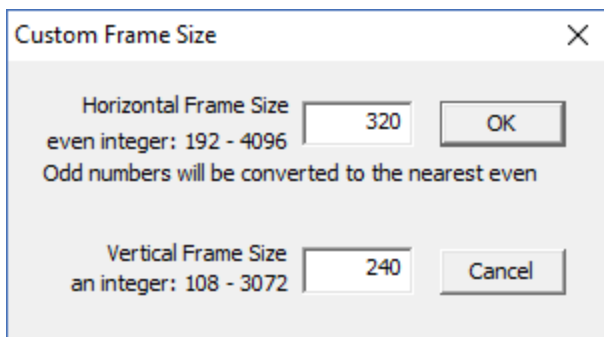 Custom Frame Size
Horizontal Frame Size
320
OK
even integer: 192 - 4096
Odd numbers will be converted to the nearest even
Vertical Frame Size
240
Cancel
an integer: 108 - 3072